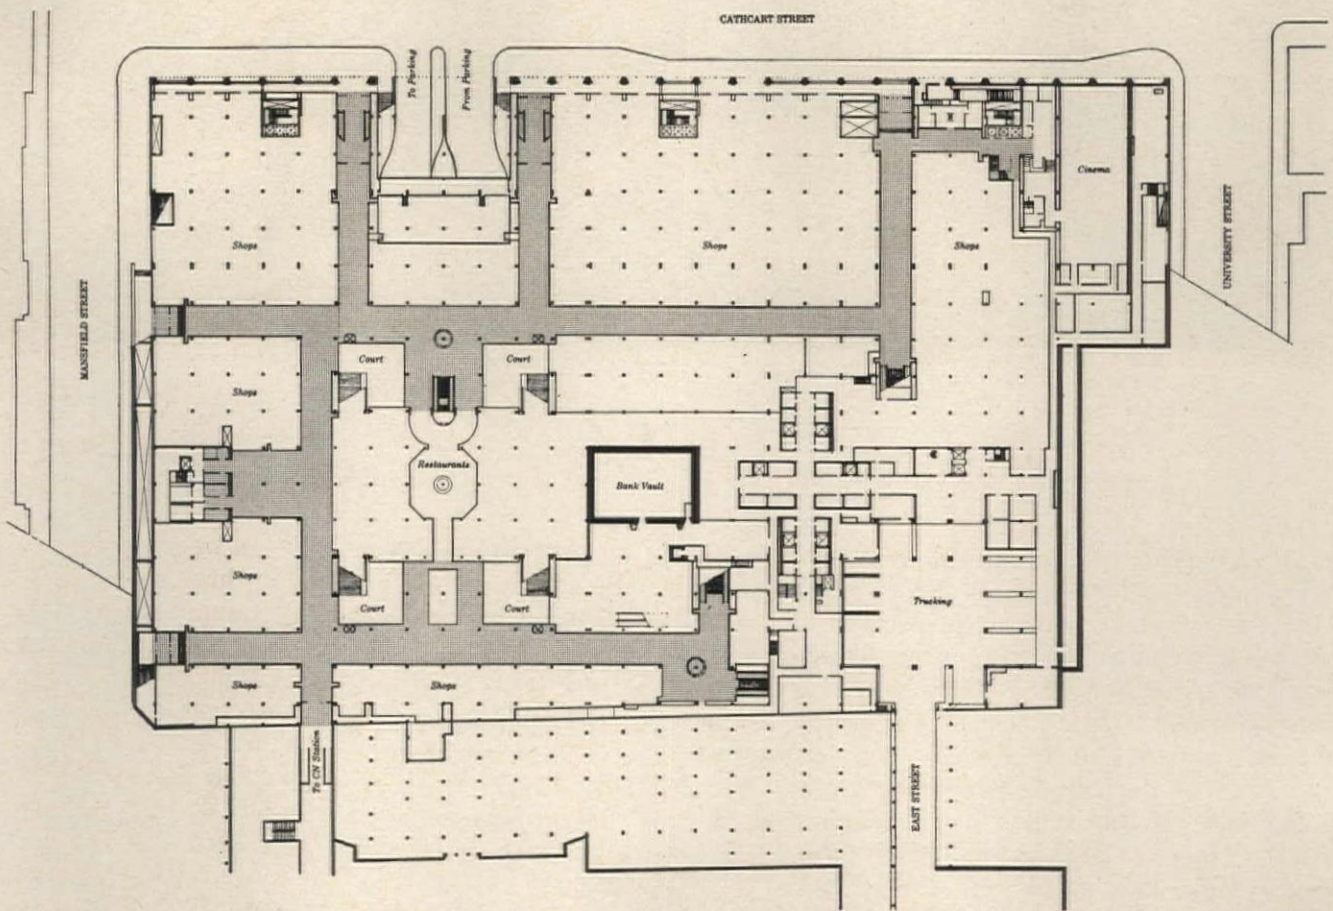 CATHCART STREET
To Parking
From Parking
Cinema
UNIVERSITY STREET
Shops
Shops
Shops
MANSFIELD STREET
Court
Court
Shops
Restaurants
Bank Vault
Shops
Court
Court
Trucking
Shops
Shops
To CN Station
EAST STREET